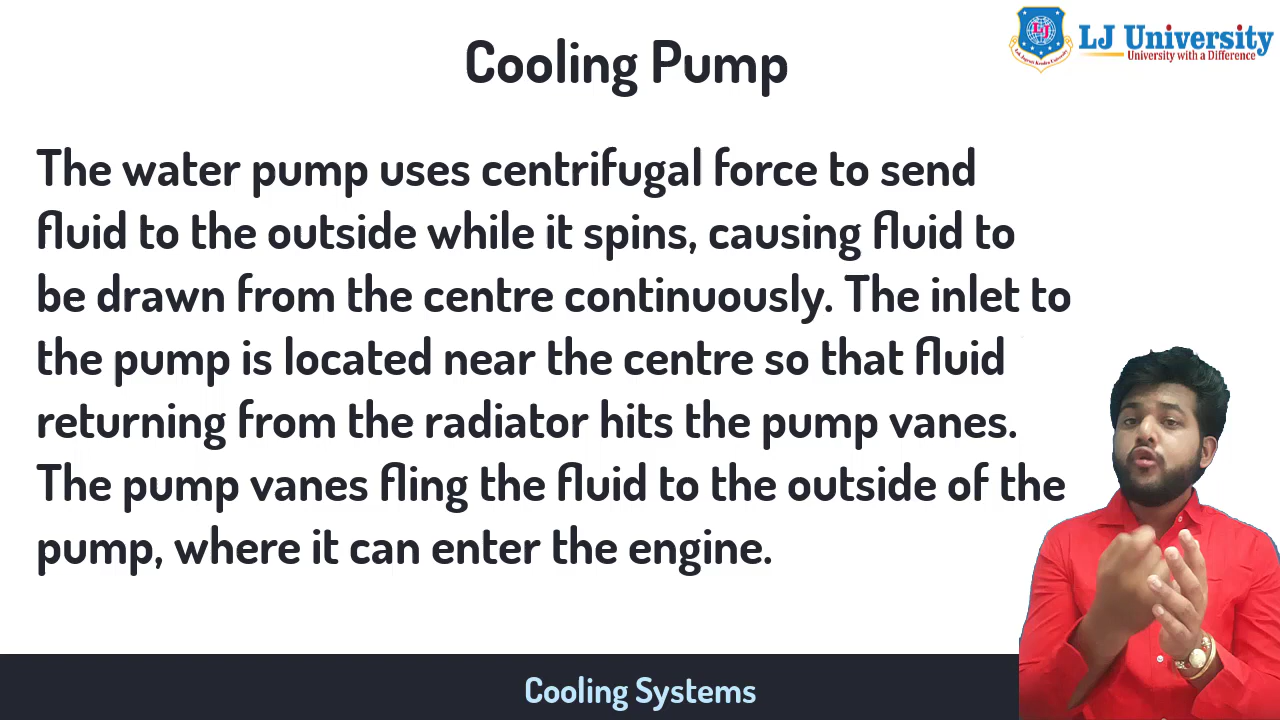 Cooling Pump
LJ University
University with a Difference
The water pump uses centrifugal force to send
fluid to the outside while it spins, causing fluid to
be drawn from the centre continuously. The inlet to
the pump is located near the centre so that fluid
returning from the radiator hits the pump vanes.
The pump vanes fling the fluid to the outside of the
pump, where it can enter the engine.
Cooling Systems